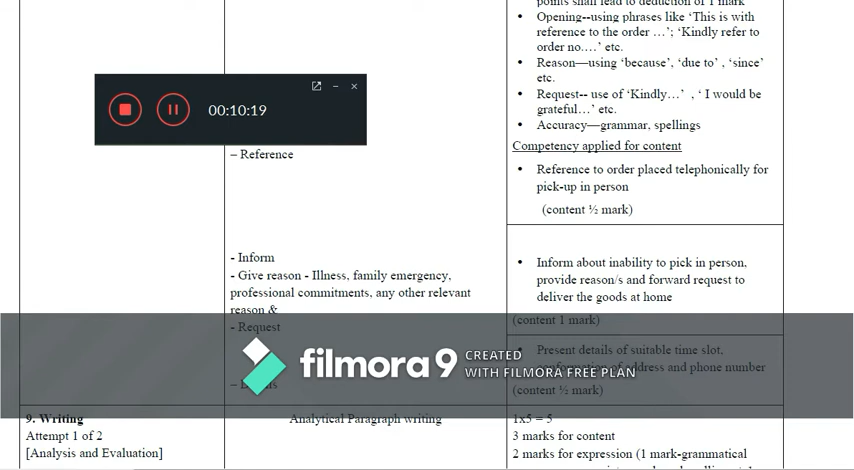 points shall lead to deduction of 1 mark
• Opening--using phrases like ‘This is with
reference to the order …’; ‘Kindly refer to
order no.…’ etc.
• Reason—using ‘because’, ‘due to’ , ‘since’
etc.
• Request-- use of ‘Kindly…’ , ‘ I would be
grateful…’ etc.
• Accuracy—grammar, spellings
Competency applied for content
00:10:19
– Reference
• Reference to order placed telephonically for
pick-up in person
(content ½ mark)
- Inform
- Give reason - Illness, family emergency,
professional commitments, any other relevant
reason &
- Request
• Inform about inability to pick in person,
provide reason/s and forward request to
deliver the goods at home
(content 1 mark)
• Present details of suitable time slot,
of address and phone number
(content ½ mark)
filmora9 CREATED
WITH FILMORA FREE PLAN
9. Writing
Attempt 1 of 2
[Analysis and Evaluation]
Analytical Paragraph writing
1x5 = 5
3 marks for content
2 marks for expression (1 mark-grammatical